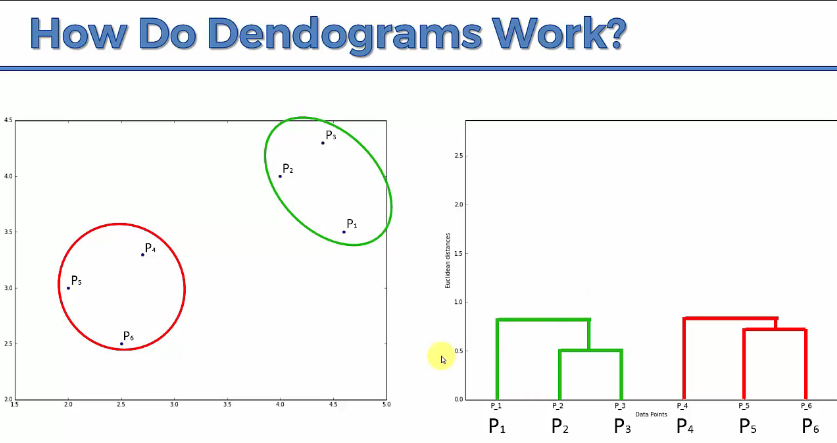 How Do Dendograms Work?
4.5
4.0
3.5
3.0
2.5
2.0
1.5 2.0 2.5 3.0 3.5 4.0 4.5 5.0
P3
P2
P1
P4
P5
P6
Euclidean distances
2.5
2.0
1.5
1.0
0.5
0.0
P_1 P_2 P_3 P_4 P_5 P_6
Data Points
P1 P2 P3 P4 P5 P6